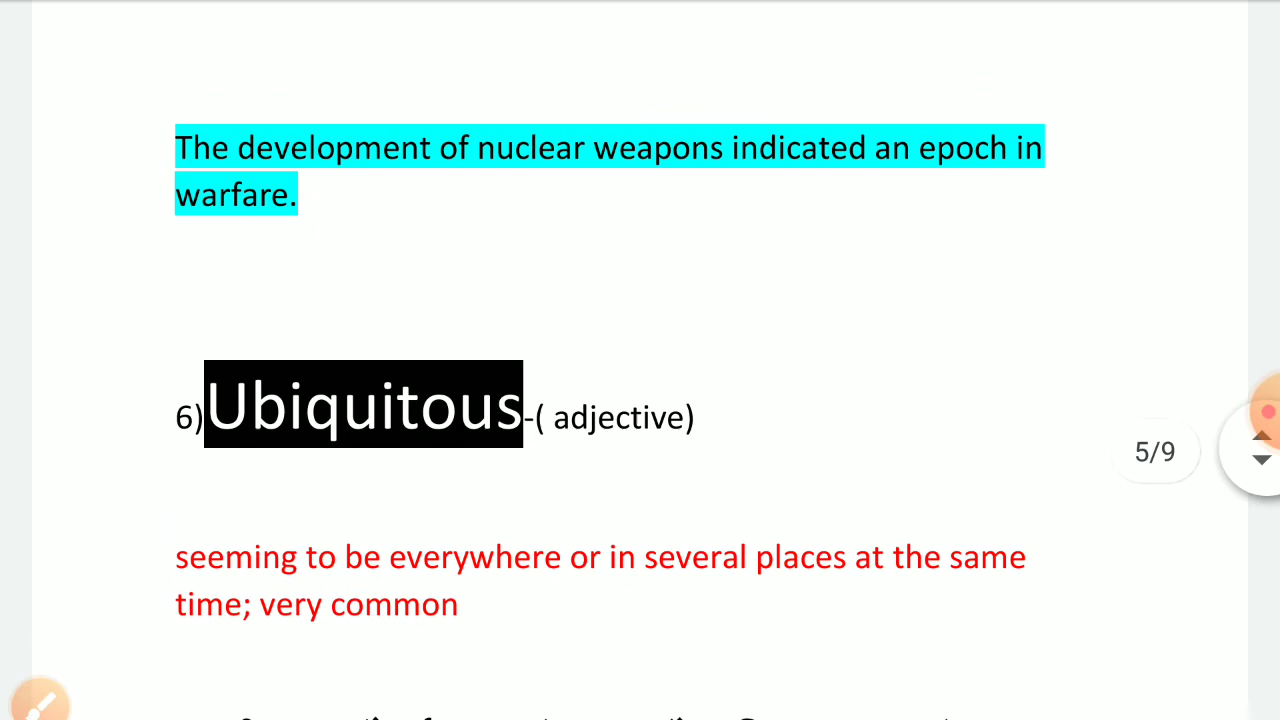 The development of nuclear weapons indicated an epoch in
warfare.
6)Ubiquitous-( adjective)
5/9
seeming to be everywhere or in several places at the same
time; very common